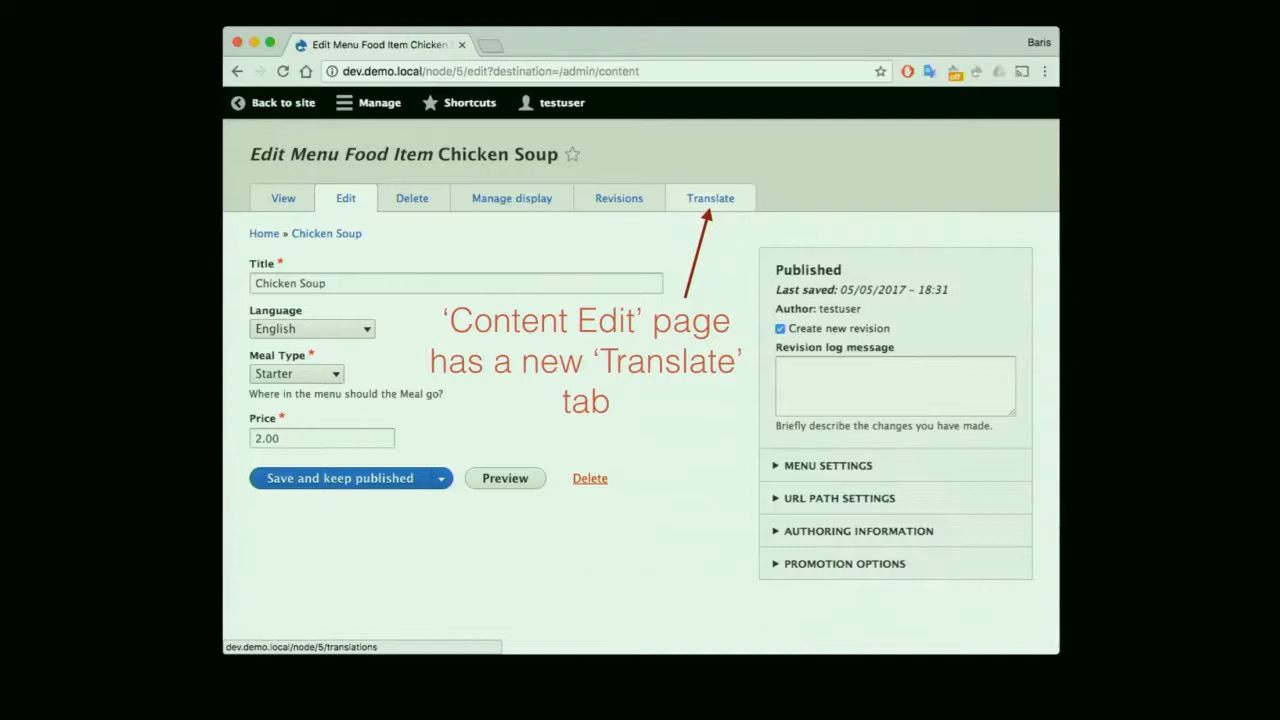 Edit Menu Food Item Chicken
Baris
dev.demo.local/node/5/edit?destination=/admin/content
off
Back to site Manage Shortcuts testuser
Edit Menu Food Item Chicken Soup
View Edit Delete Manage display Revisions Translate
Home » Chicken Soup
Title *
Chicken Soup
Language
English
Meal Type *
Starter
Where in the menu should the Meal go?
Price *
2.00
Save and keep published Preview Delete
‘Content Edit’ page
has a new ‘Translate’
tab
Published
Last saved: 05/05/2017 – 18:31
Author: testuser
Create new revision
Revision log message
Briefly describe the changes you have made.
MENU SETTINGS
URL PATH SETTINGS
AUTHORING INFORMATION
PROMOTION OPTIONS
dev.demo.local/node/5/translations